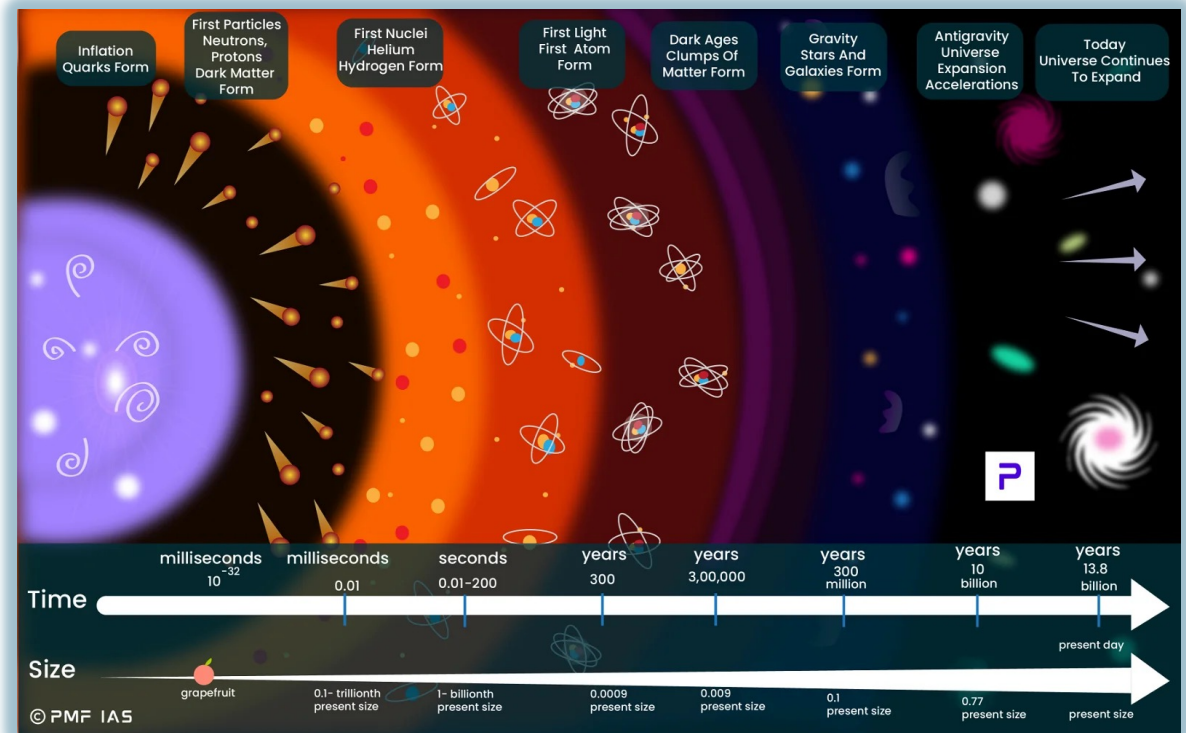 Inflation
Quarks Form
First Particles
Neutrons,
Protons
Dark Matter
Form
First Nuclei
Helium
Hydrogen Form
First Light
First Atom
Form
Dark Ages
Clumps Of
Matter Form
Gravity
Stars And
Galaxies Form
Antigravity
Universe
Expansion
Accelerations
Today
Universe Continues
To Expand
P
Time
milliseconds
10^-32
milliseconds
0.01
seconds
0.01-200
years
300
years
3,00,000
years
300
million
years
10
billion
years
13.8
billion
present day
Size
grapefruit
0.1- trillionth
present size
1- billionth
present size
0.0009
present size
0.009
present size
0.1
present size
0.77
present size
present size
© PMF IAS